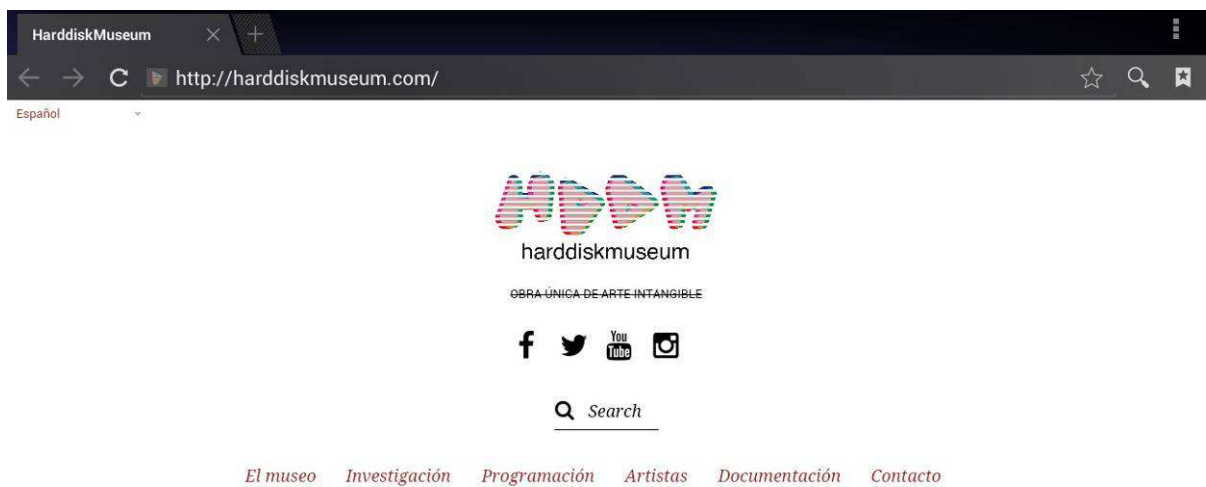 HarddiskMuseum
http://harddiskmuseum.com/
Español
HDDM
harddiskmuseum
OBRA ÚNICA DE ARTE INTANGIBLE
You Tube
Search
El museo Investigación Programación Artistas Documentación Contacto